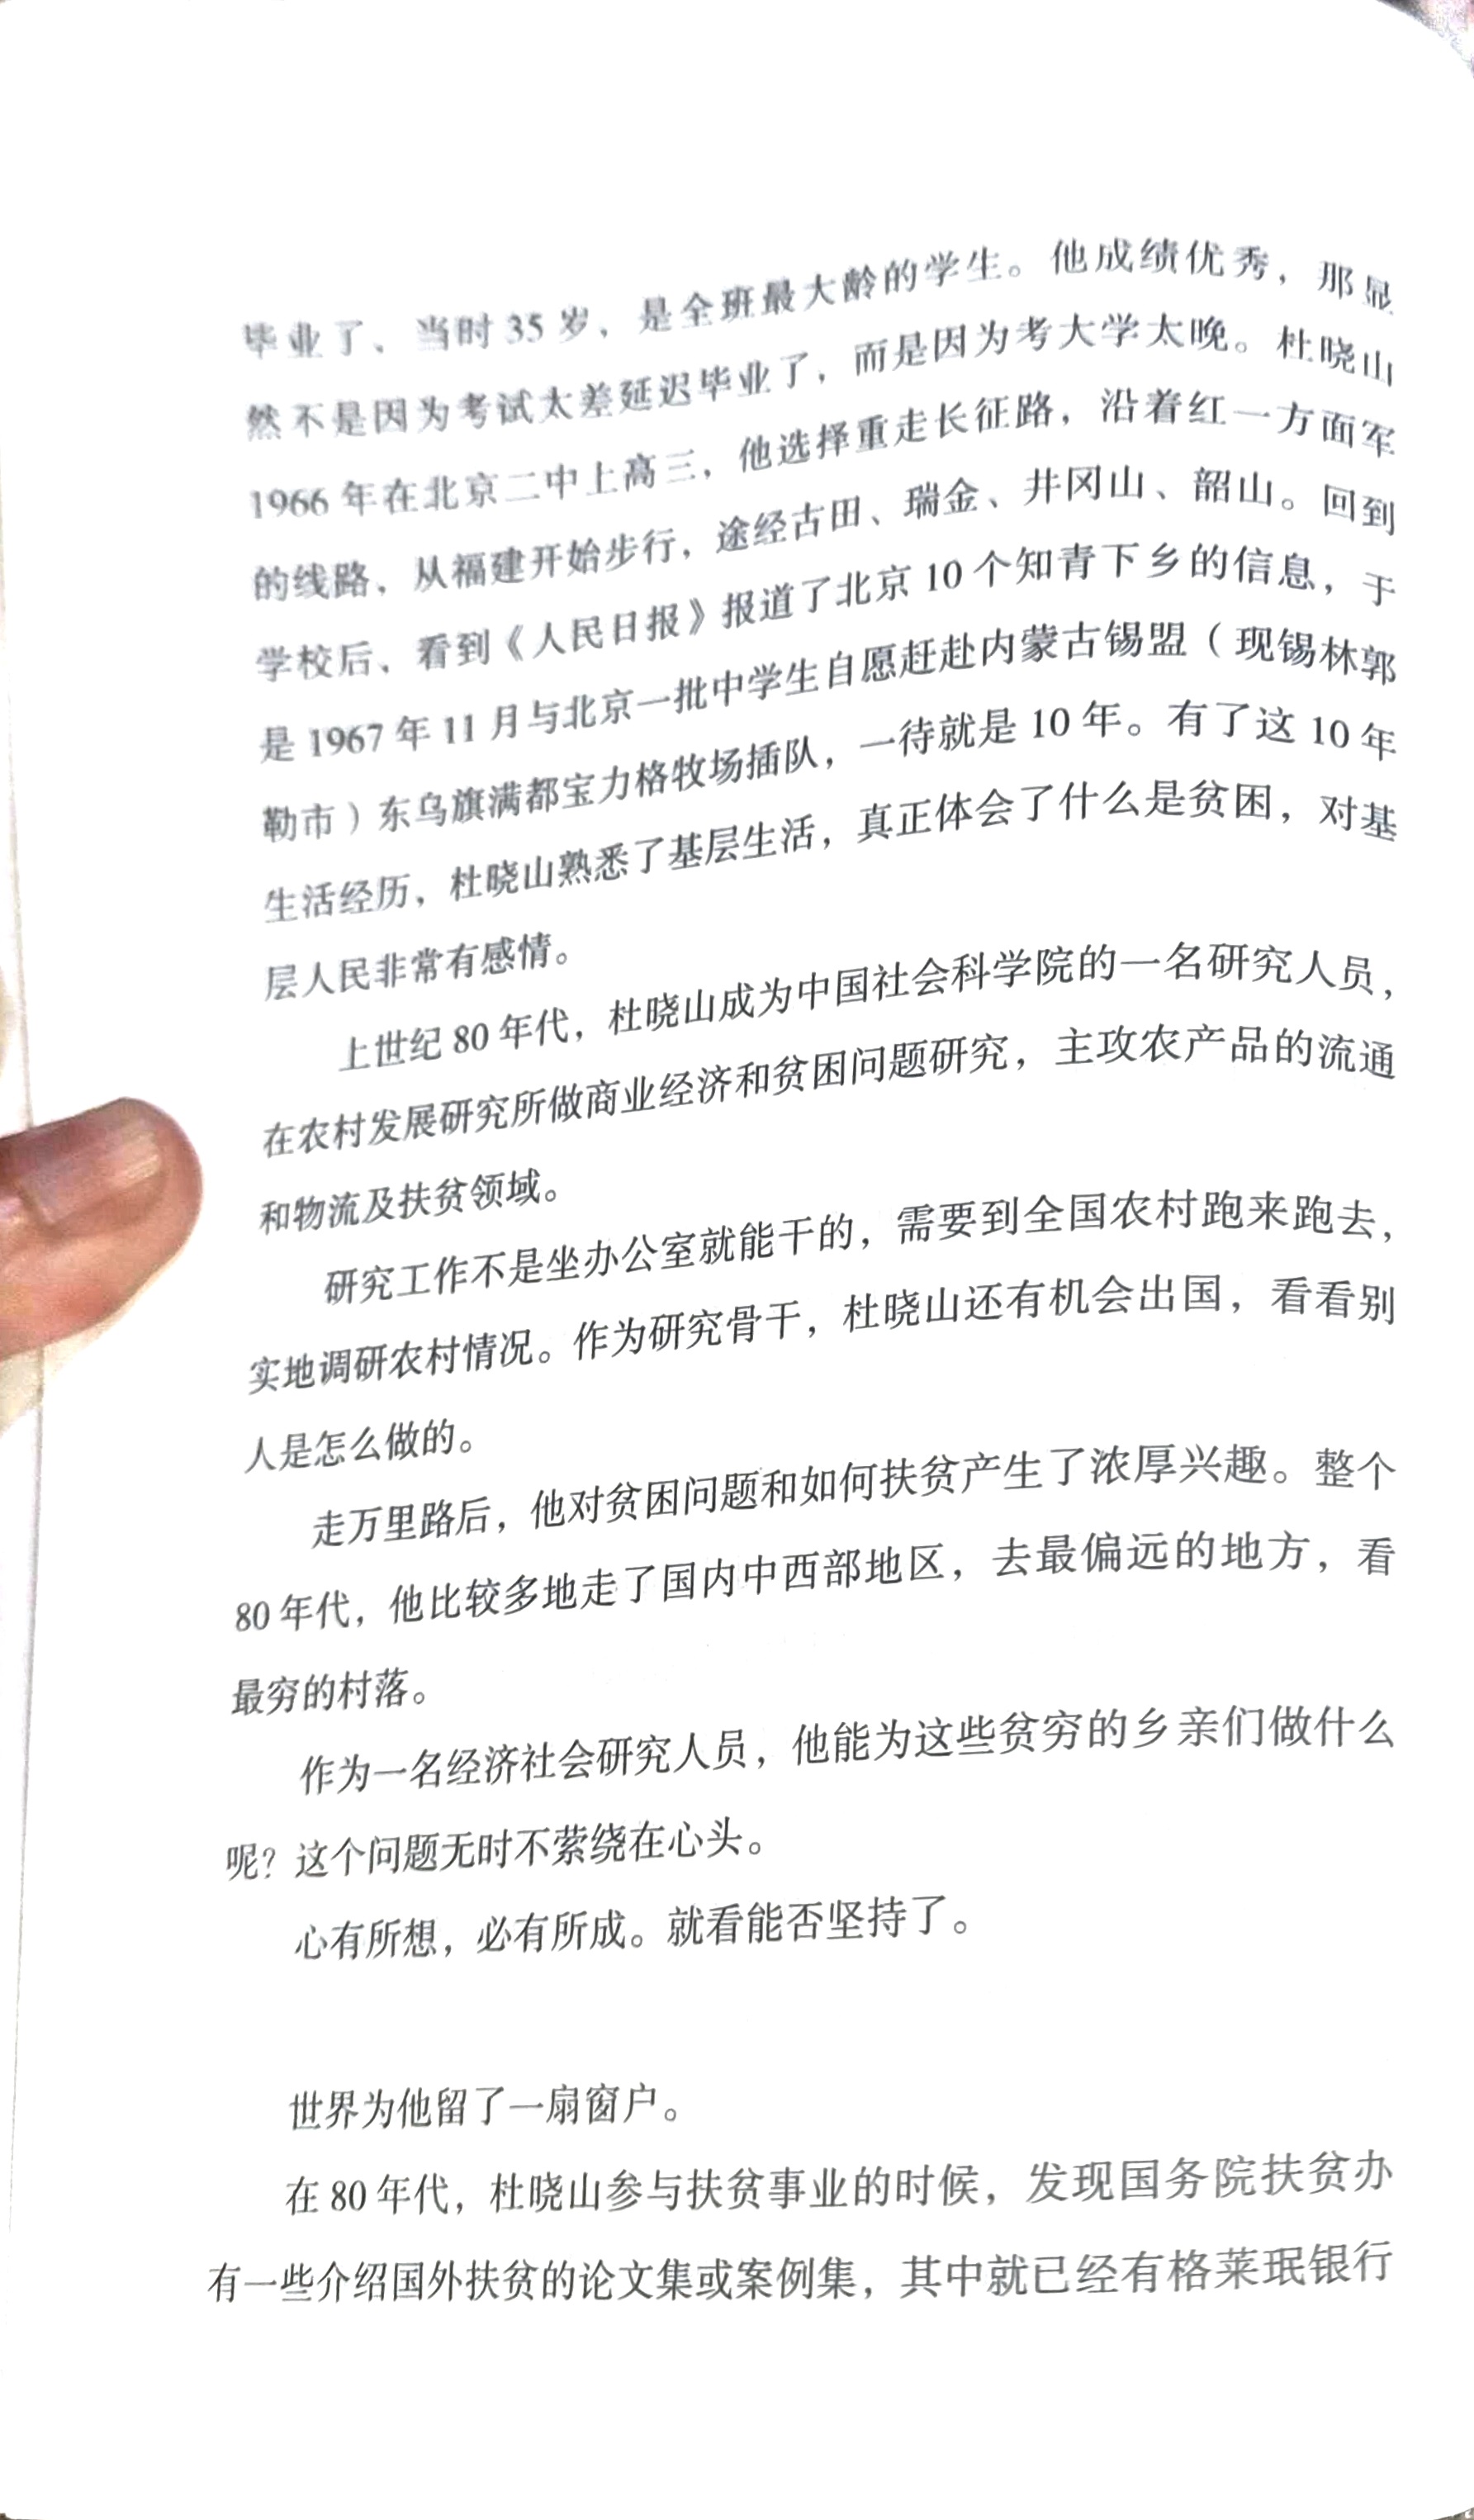 毕业了、当时 35 岁，是全班最大龄的学生。他成绩优秀，那显
然不是因为考试太差延迟毕业了，而是因为考大学太晚。杜晓山
1966 年在北京二中上高三，他选择重走长征路，沿着红一方面军
的线路，从福建开始步行，途经古田、瑞金、井冈山、韶山。回到
学校后、看到《人民日报》报道了北京 10 个知青下乡的信息，于
是 1967 年 11 月与北京一批中学生自愿赶赴内蒙古锡盟（现锡林郭
勒市）东乌旗满都宝力格牧场插队，一待就是 10 年。有了这 10 年
生活经历，杜晓山熟悉了基层生活，真正体会了什么是贫困，对基
层人民非常有感情。
上世纪 80 年代，杜晓山成为中国社会科学院的一名研究人员，
在农村发展研究所做商业经济和贫困问题研究，主攻农产品的流通
和物流及扶贫领域。
研究工作不是坐办公室就能干的，需要到全国农村跑来跑去，
实地调研农村情况。作为研究骨干，杜晓山还有机会出国，看看别
人是怎么做的。
走万里路后，他对贫困问题和如何扶贫产生了浓厚兴趣。整个
80 年代，他比较多地走了国内中西部地区，去最偏远的地方，看
最穷的村落。
作为一名经济社会研究人员，他能为这些贫穷的乡亲们做什么
呢？这个问题无时不萦绕在心头。
心有所想，必有所成。就看能否坚持了。
世界为他留了一扇窗户。
在 80 年代，杜晓山参与扶贫事业的时候，发现国务院扶贫办
有一些介绍国外扶贫的论文集或案例集，其中就已经有格莱珉银行